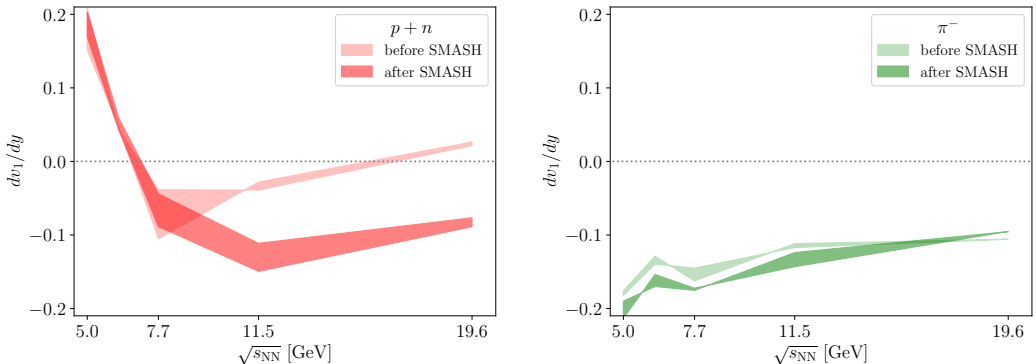 p + n
before SMASH
after SMASH
0.2
0.1
0.0
−0.1
−0.2
dv₁/dy
5.0 7.7 11.5 19.6
√sNN [GeV]
π⁻
before SMASH
after SMASH
0.2
0.1
0.0
−0.1
−0.2
dv₁/dy
5.0 7.7 11.5 19.6
√sNN [GeV]